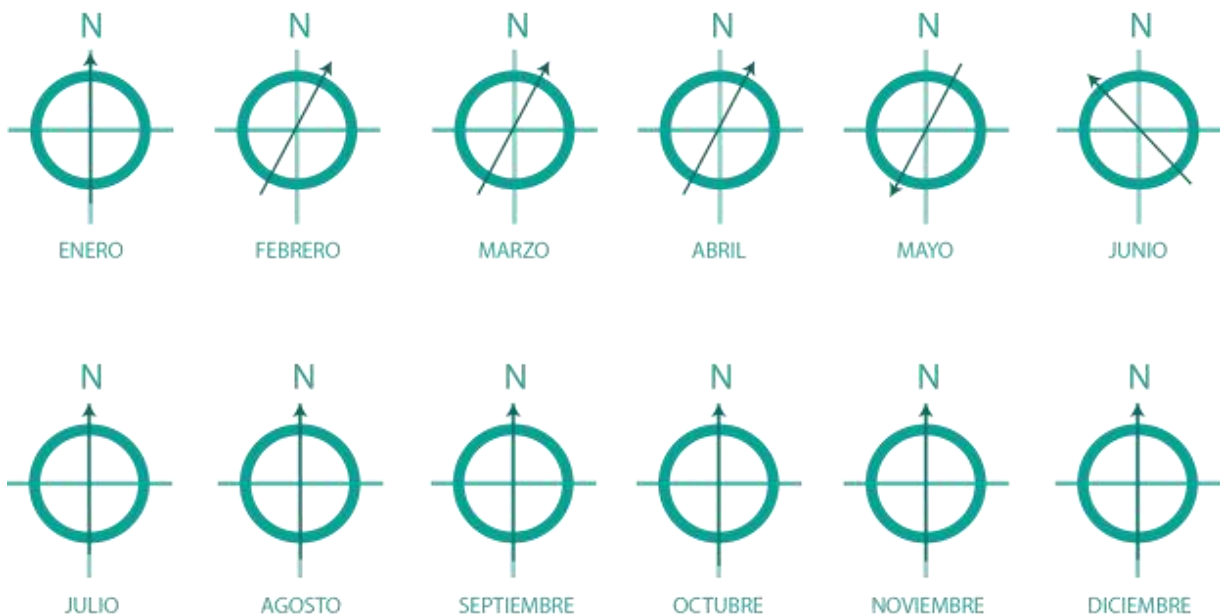 N N N N N N
ENERO FEBRERO MARZO ABRIL MAYO JUNIO
N N N N N N
JULIO AGOSTO SEPTIEMBRE OCTUBRE NOVIEMBRE DICIEMBRE